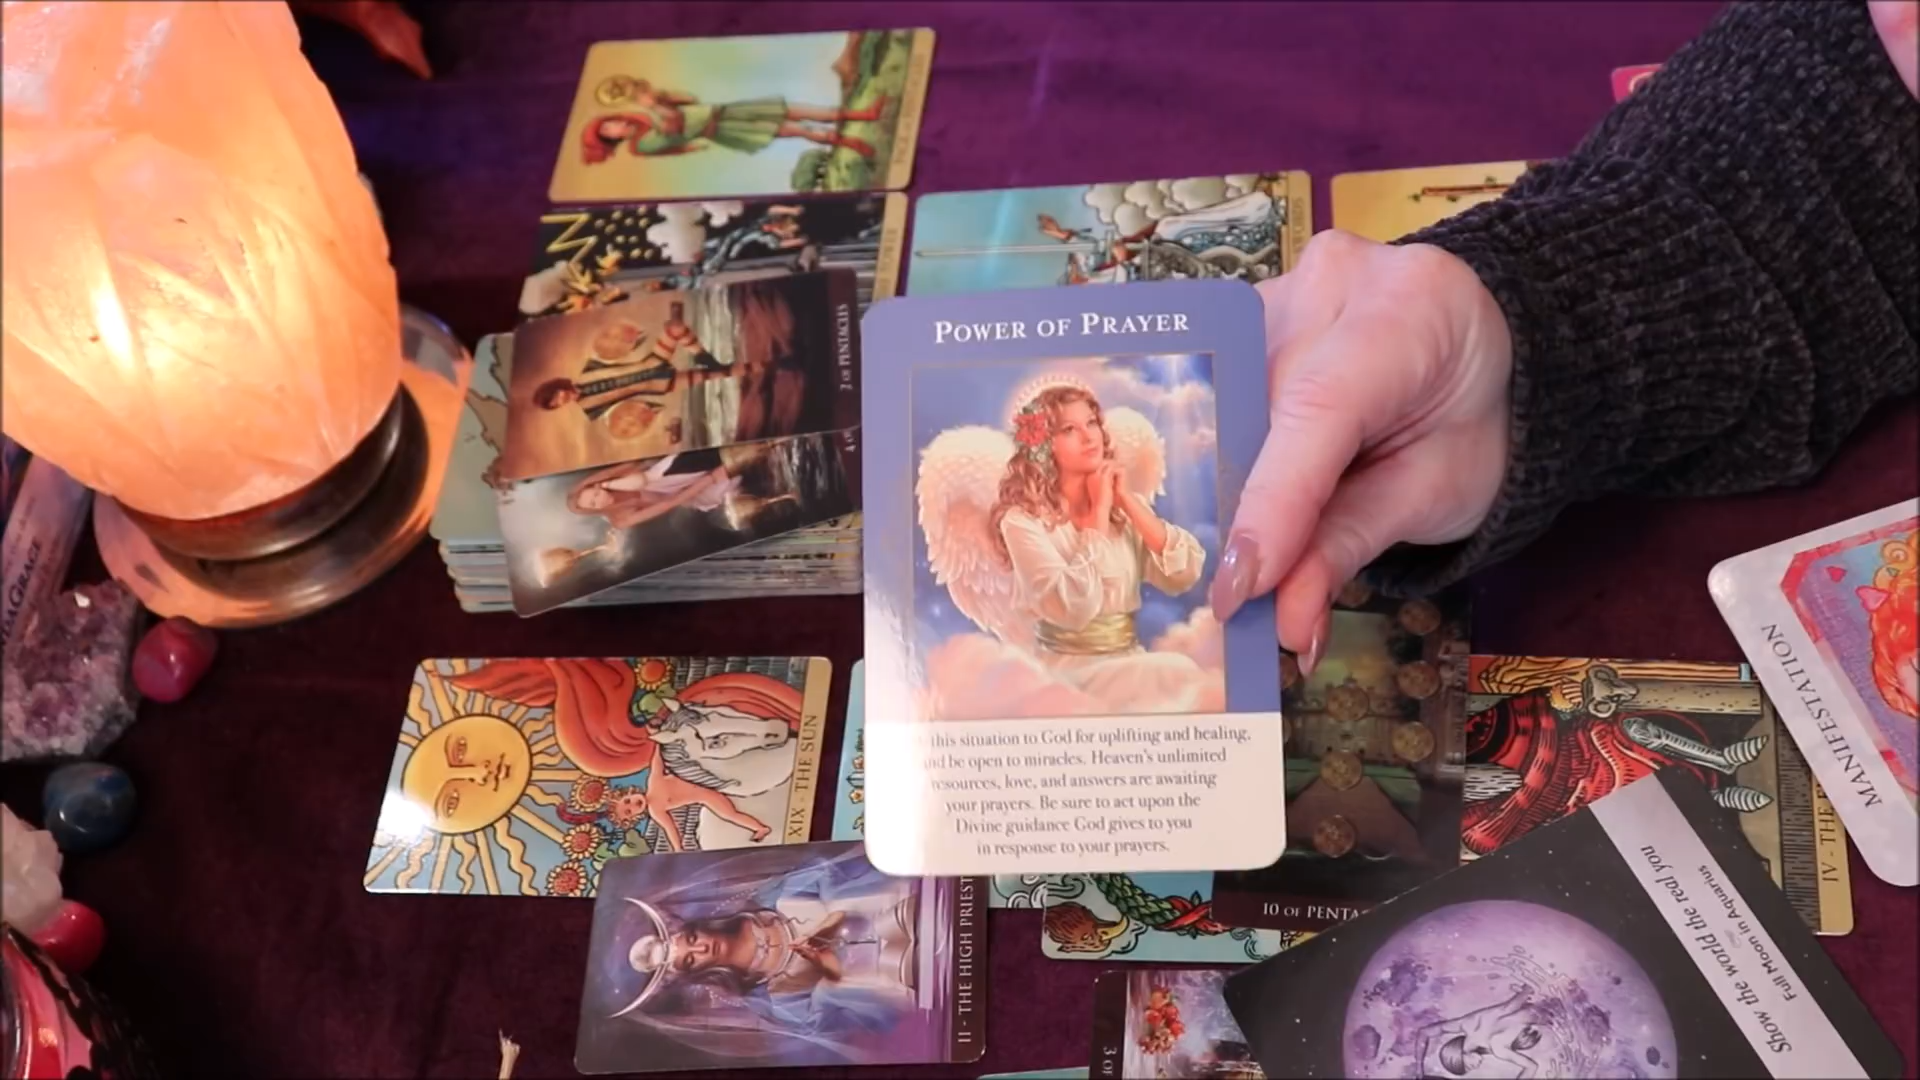 POWER OF PRAYER
this situation to God for uplifting and healing,
and be open to miracles. Heaven's unlimited
resources, love, and answers are awaiting
your prayers. Be sure to act upon the
Divine guidance God gives to you
in response to your prayers.
2 OF PENTACLES
XIX - THE SUN
II - THE HIGH PRIEST
10 OF PENTA
IV - THE
MANIFESTATION
Show the world the real you
Full Moon in Aquarius
3 OF
GRACE